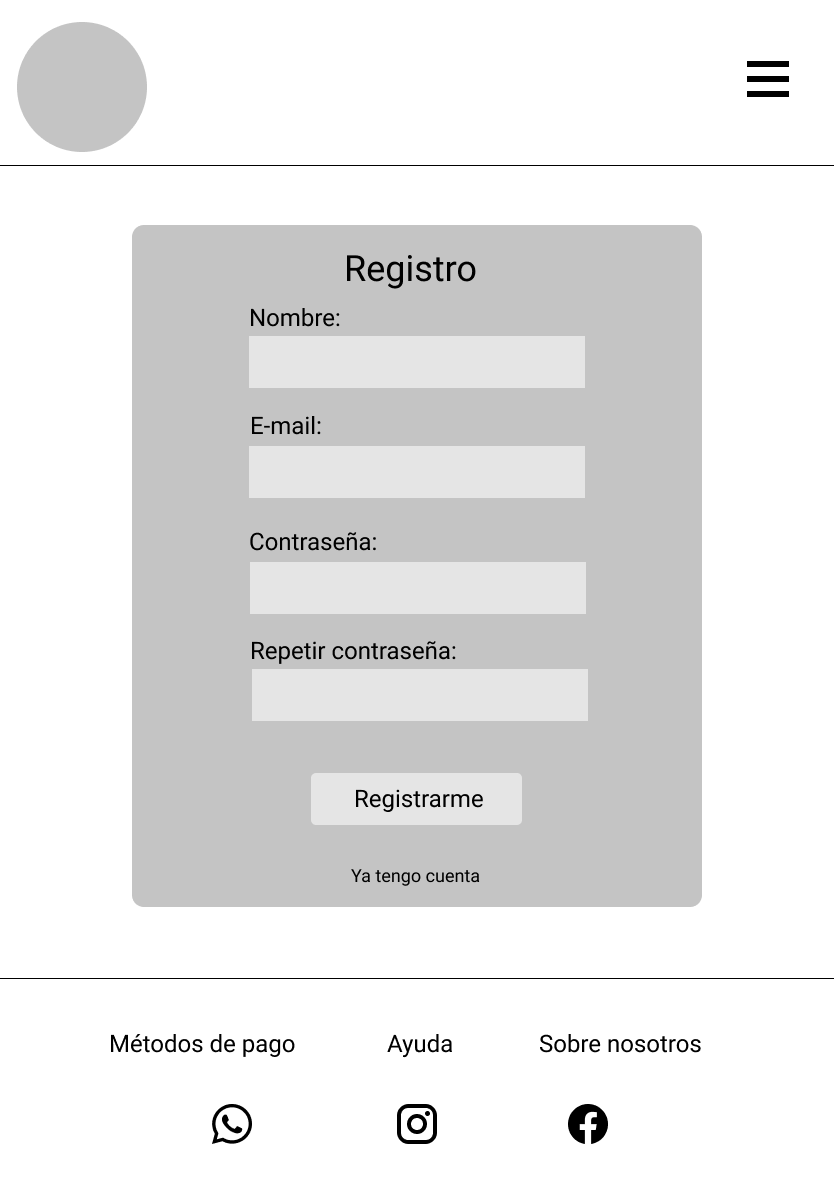 Registro
Nombre:
E-mail:
Contraseña:
Repetir contraseña:
Registrarme
Ya tengo cuenta
Métodos de pago Ayuda Sobre nosotros